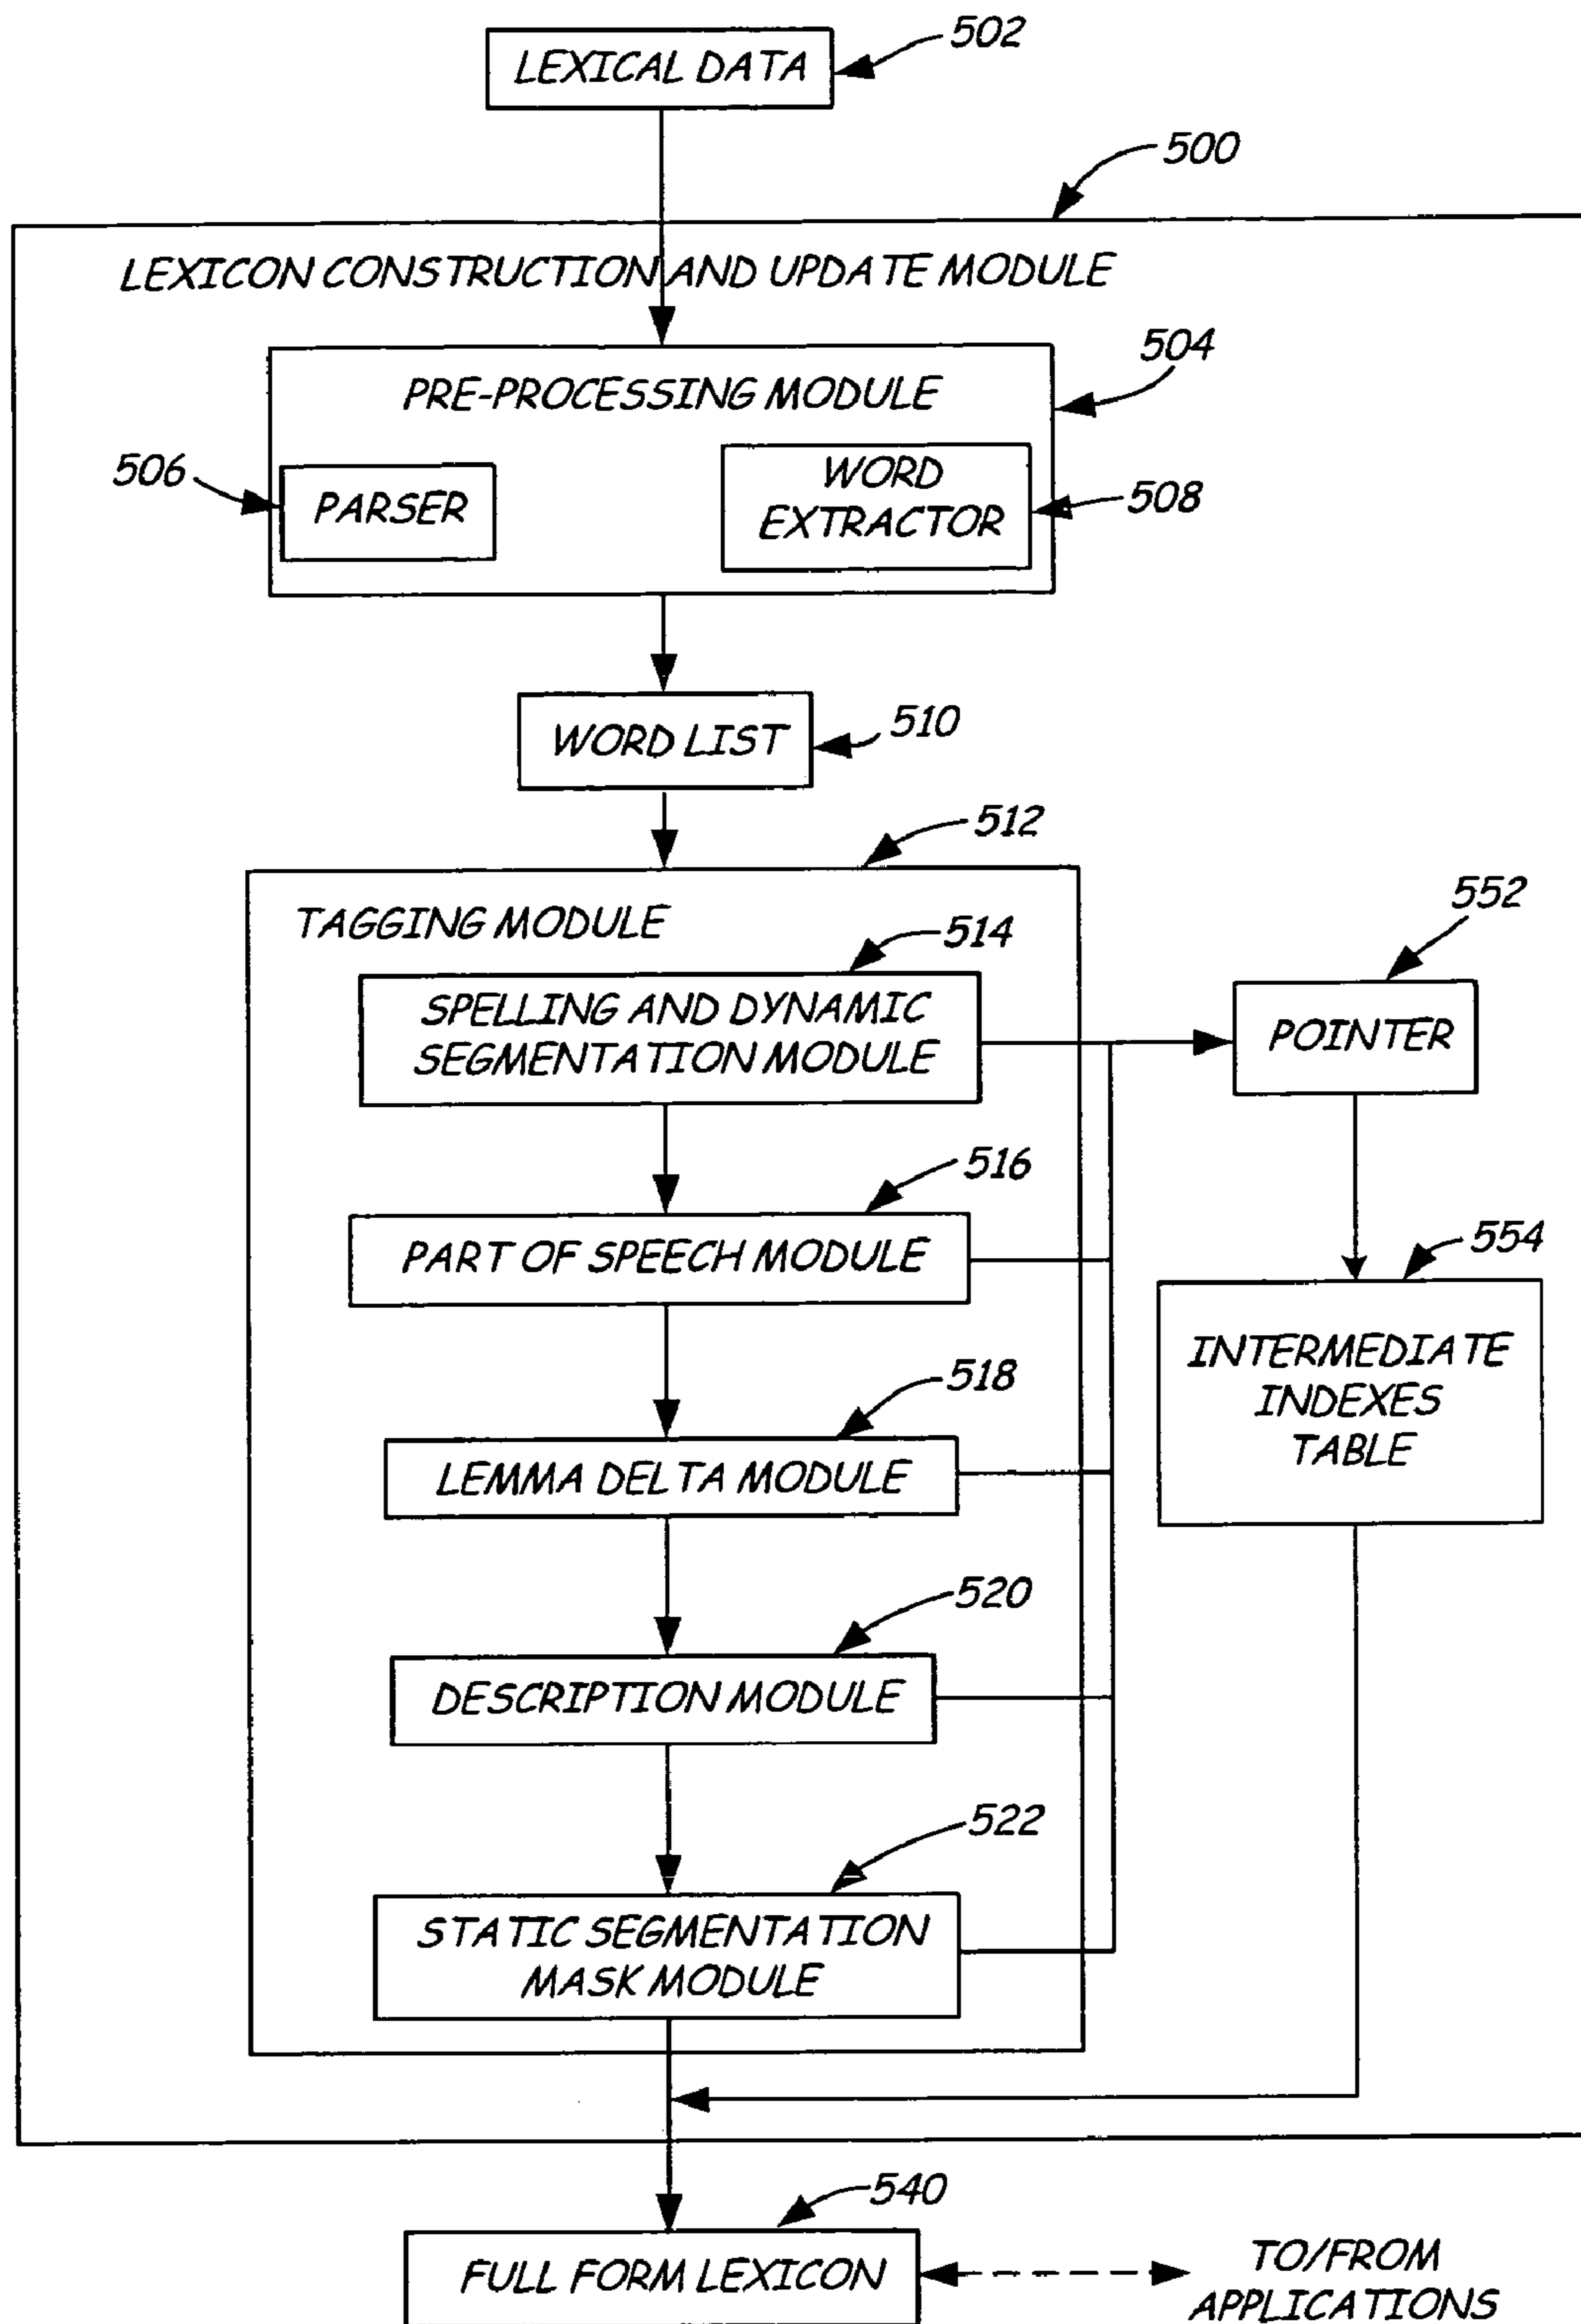 502
LEXICAL DATA
500
LEXICON CONSTRUCTION AND UPDATE MODULE
504
PRE-PROCESSING MODULE
506
PARSER
WORD
EXTRACTOR
508
WORD LIST
510
512
TAGGING MODULE
514
SPELLING AND DYNAMIC
SEGMENTATION MODULE
552
POINTER
516
PART OF SPEECH MODULE
554
INTERMEDIATE
INDEXES
TABLE
518
LEMMA DELTA MODULE
520
DESCRIPTION MODULE
522
STATIC SEGMENTATION
MASK MODULE
540
FULL FORM LEXICON
TO/FROM
APPLICATIONS